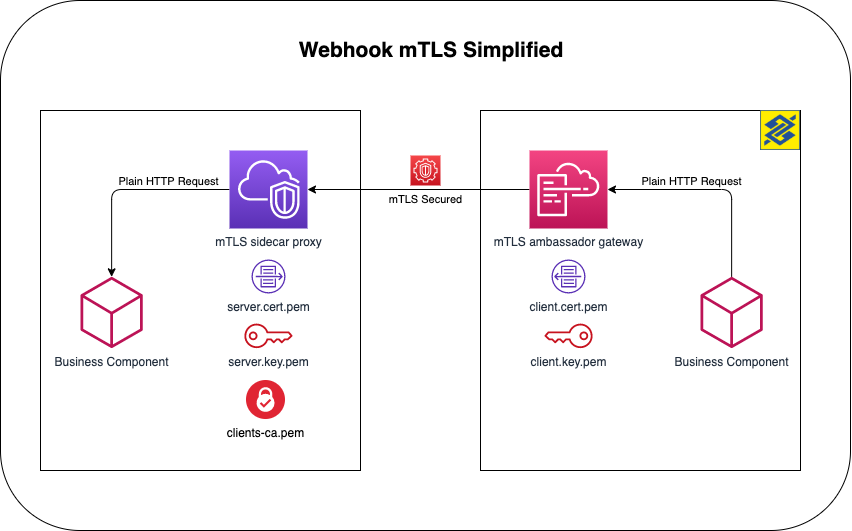 Webhook mTLS Simplified
Plain HTTP Request
mTLS Secured
Plain HTTP Request
mTLS sidecar proxy
mTLS ambassador gateway
server.cert.pem
client.cert.pem
Business Component
server.key.pem
client.key.pem
Business Component
clients-ca.pem